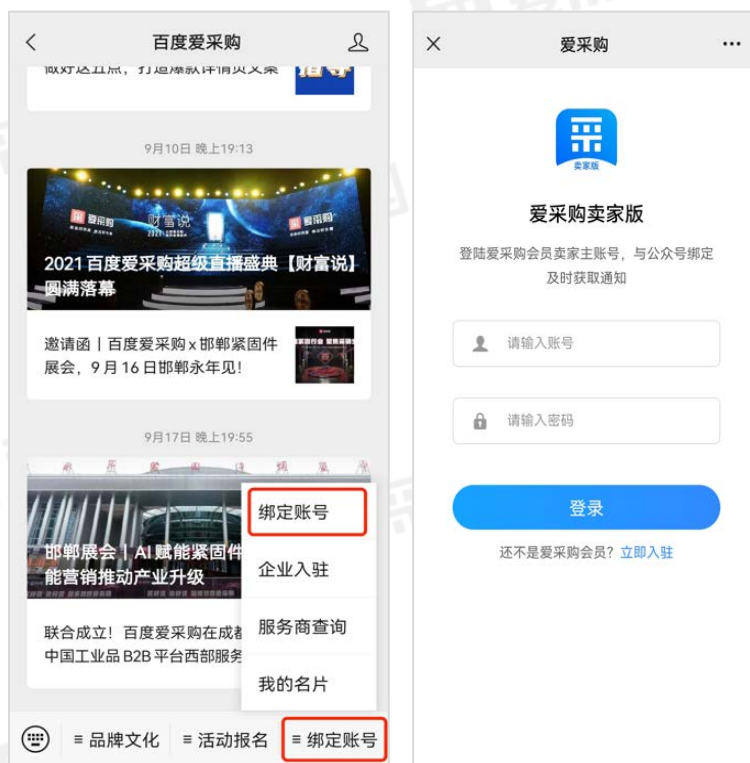 百度爱采购
做好这五点，打造爆款详情页文案
指导
9月10日 晚上19:13
爱采购
财富说
爱采购
2021百度爱采购超级直播盛典【财富说】
圆满落幕
邀请函 | 百度爱采购x邯郸紧固件
展会，9月16日邯郸永年见！
9月17日 晚上19:55
邯郸展会 | AI赋能紧固件
能营销推动产业升级
联合成立！百度爱采购在成都
中国工业品B2B平台西部服务
绑定账号
企业入驻
服务商查询
我的名片
品牌文化
活动报名
绑定账号
爱采购
采
卖家版
爱采购卖家版
登陆爱采购会员卖家主账号，与公众号绑定
及时获取通知
请输入账号
请输入密码
登录
还不是爱采购会员？立即入驻